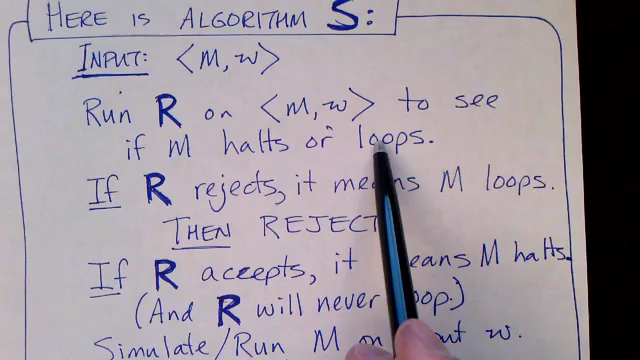 HERE IS ALGORITHM S:
INPUT: <M, w>
Run R on <M, w> to see
if M halts or loops.
If R rejects, it means M loops.
THEN REJECT
If R accepts, it means M halts.
(And R will never loop.)
Simulate/Run M on w.